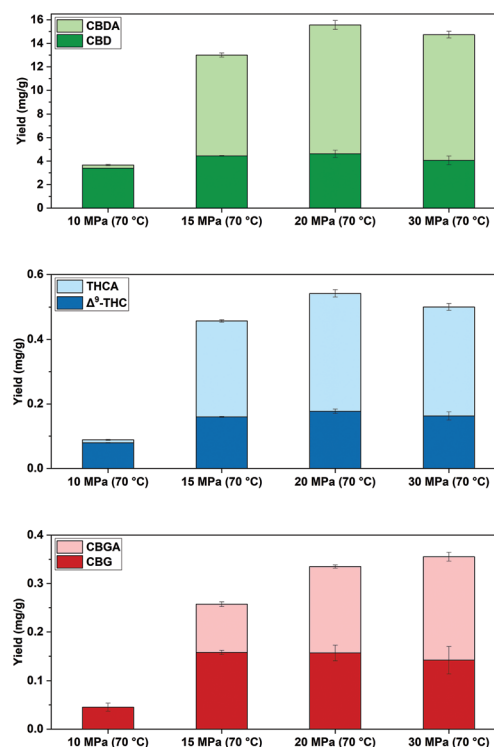 CBDA
CBD
Yield (mg/g)
16
14
12
10
8
6
4
2
0
10 MPa (70 °C) 15 MPa (70 °C) 20 MPa (70 °C) 30 MPa (70 °C)
THCA
Δ⁹-THC
Yield (mg/g)
0.6
0.4
0.2
0.0
10 MPa (70 °C) 15 MPa (70 °C) 20 MPa (70 °C) 30 MPa (70 °C)
CBGA
CBG
Yield (mg/g)
0.4
0.3
0.2
0.1
0.0
10 MPa (70 °C) 15 MPa (70 °C) 20 MPa (70 °C) 30 MPa (70 °C)